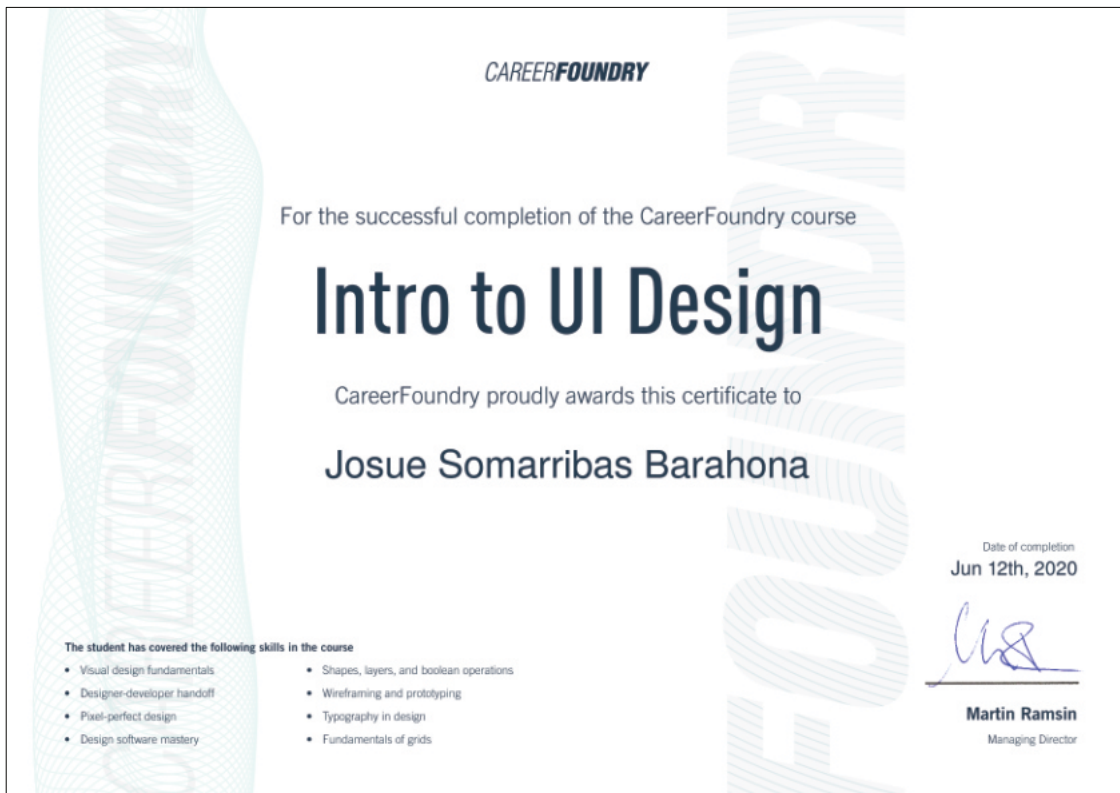 CAREERFOUNDRY
For the successful completion of the CareerFoundry course
Intro to UI Design
CareerFoundry proudly awards this certificate to
Josue Somarribas Barahona
Date of completion
Jun 12th, 2020
The student has covered the following skills in the course
• Visual design fundamentals
• Designer-developer handoff
• Pixel-perfect design
• Design software mastery
• Shapes, layers, and boolean operations
• Wireframing and prototyping
• Typography in design
• Fundamentals of grids
Martin Ramsin
Managing Director
CAREERFOUNDRY
FOUNDRY